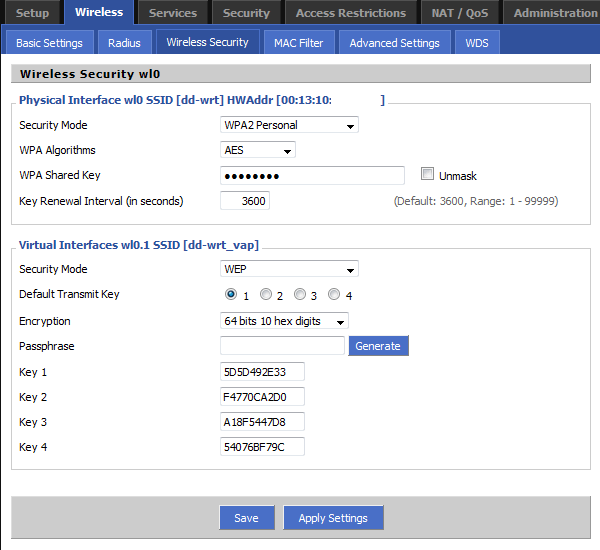 Setup Wireless Services Security Access Restrictions NAT / QoS Administration
Basic Settings Radius Wireless Security MAC Filter Advanced Settings WDS
Wireless Security wl0
Physical Interface wl0 SSID [dd-wrt] HWAddr [00:13:10: ]
Security Mode WPA2 Personal
WPA Algorithms AES
WPA Shared Key •••••••• Unmask
Key Renewal Interval (in seconds) 3600 (Default: 3600, Range: 1 - 99999)
Virtual Interfaces wl0.1 SSID [dd-wrt_vap]
Security Mode WEP
Default Transmit Key 1 2 3 4
Encryption 64 bits 10 hex digits
Passphrase Generate
Key 1 5D5D492E33
Key 2 F4770CA2D0
Key 3 A18F5447D8
Key 4 54076BF79C
Save Apply Settings